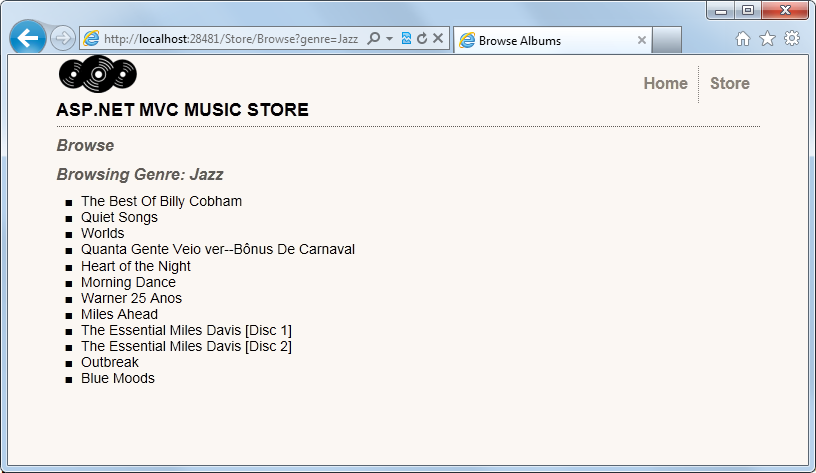 http://localhost:28481/Store/Browse?genre=Jazz
Browse Albums
Home
Store
ASP.NET MVC MUSIC STORE
Browse
Browsing Genre: Jazz
The Best Of Billy Cobham
Quiet Songs
Worlds
Quanta Gente Veio ver--Bônus De Carnaval
Heart of the Night
Morning Dance
Warner 25 Anos
Miles Ahead
The Essential Miles Davis [Disc 1]
The Essential Miles Davis [Disc 2]
Outbreak
Blue Moods